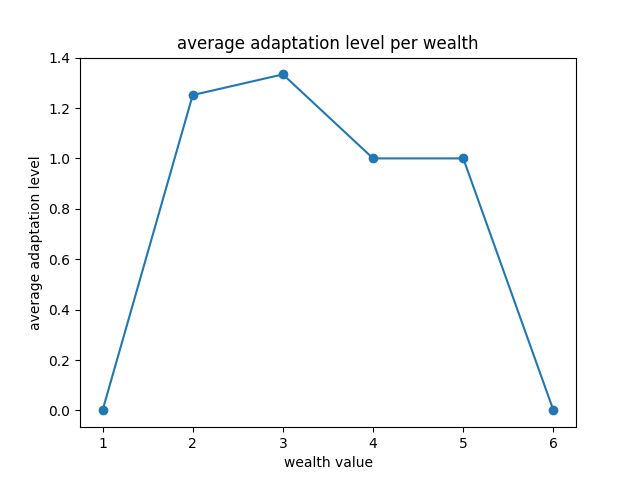 average adaptation level per wealth
1.4
1.2
1.0
0.8
0.6
0.4
0.2
0.0
average adaptation level
1 2 3 4 5 6
wealth value